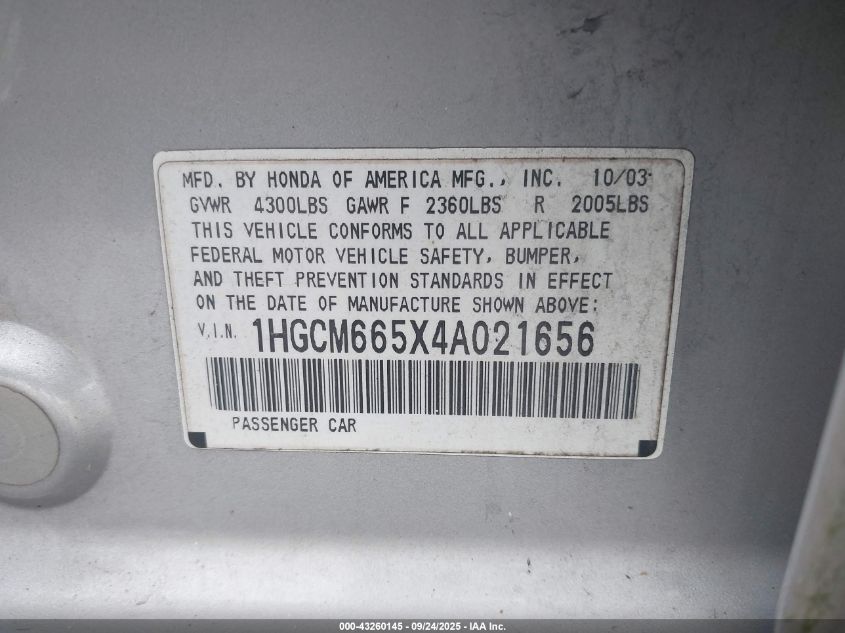 MFD. BY HONDA OF AMERICA MFG., INC. 10/03
GVWR 4300LBS GAWR F 2360LBS R 2005LBS
THIS VEHICLE CONFORMS TO ALL APPLICABLE
FEDERAL MOTOR VEHICLE SAFETY, BUMPER,
AND THEFT PREVENTION STANDARDS IN EFFECT
ON THE DATE OF MANUFACTURE SHOWN ABOVE:
V.I.N. 1HGCM665X4A021656
PASSENGER CAR
000-43260145 - 09/24/2025 - IAA Inc.